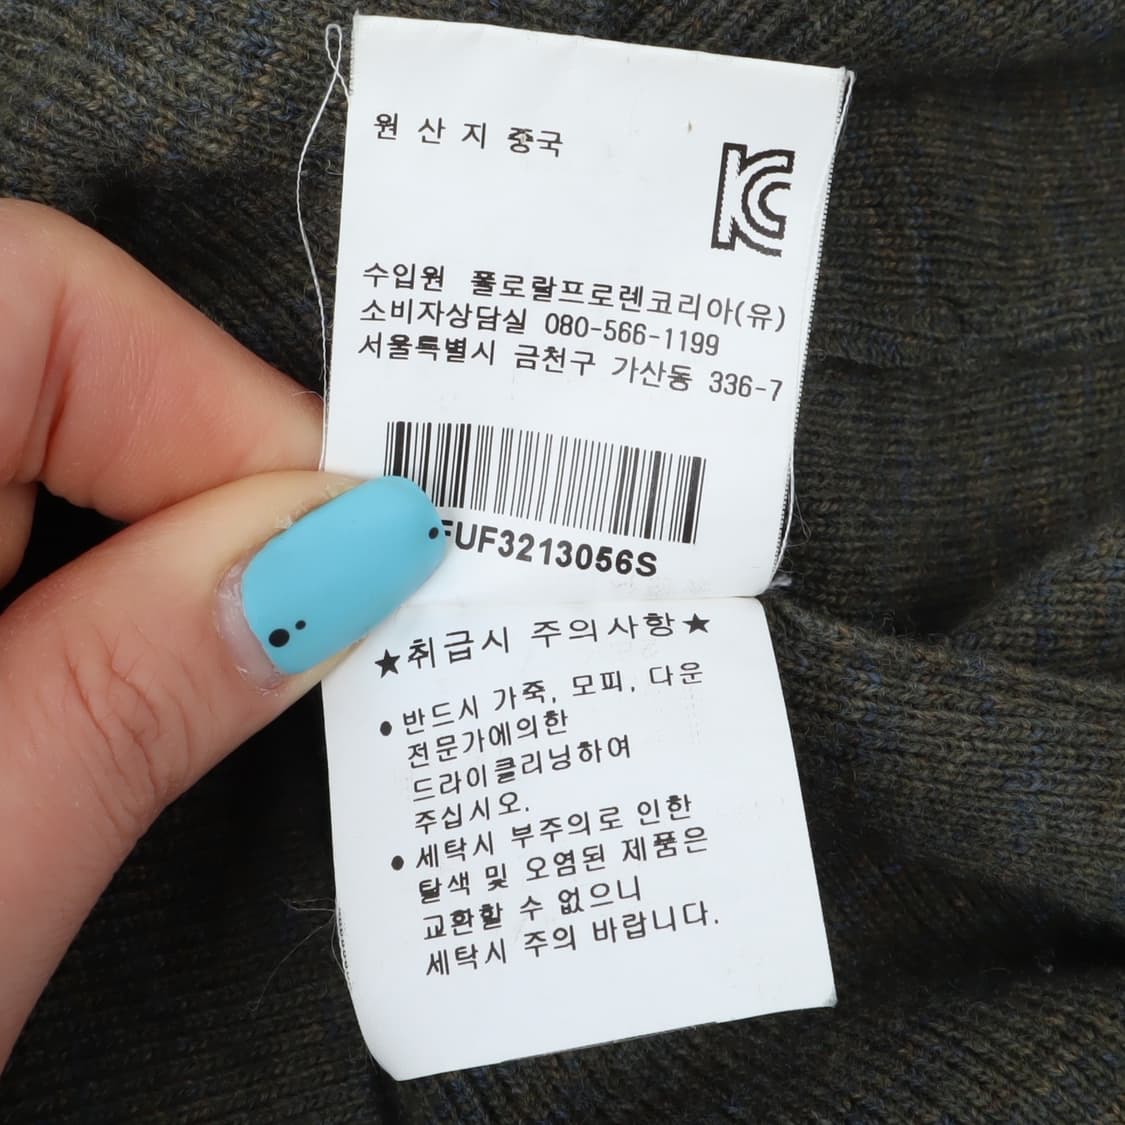 원 산 지 중국
KC
수입원 폴로랄프로렌코리아(유)
소비자상담실 080-566-1199
서울특별시 금천구 가산동 336-7
FUF3213056S
★취급시 주의사항★
● 반드시 가죽, 모피, 다운
전문가에의한
드라이클리닝하여
주십시오.
● 세탁시 부주의로 인한
탈색 및 오염된 제품은
교환할 수 없으니
세탁시 주의 바랍니다.